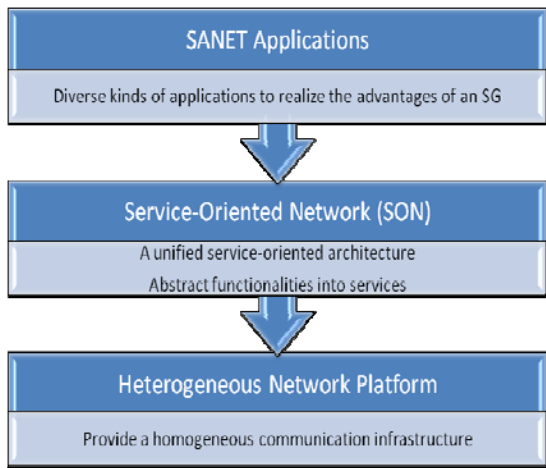 SANET Applications
Diverse kinds of applications to realize the advantages of an SG
Service-Oriented Network (SON)
A unified service-oriented architecture
Abstract functionalities into services
Heterogeneous Network Platform
Provide a homogeneous communication infrastructure